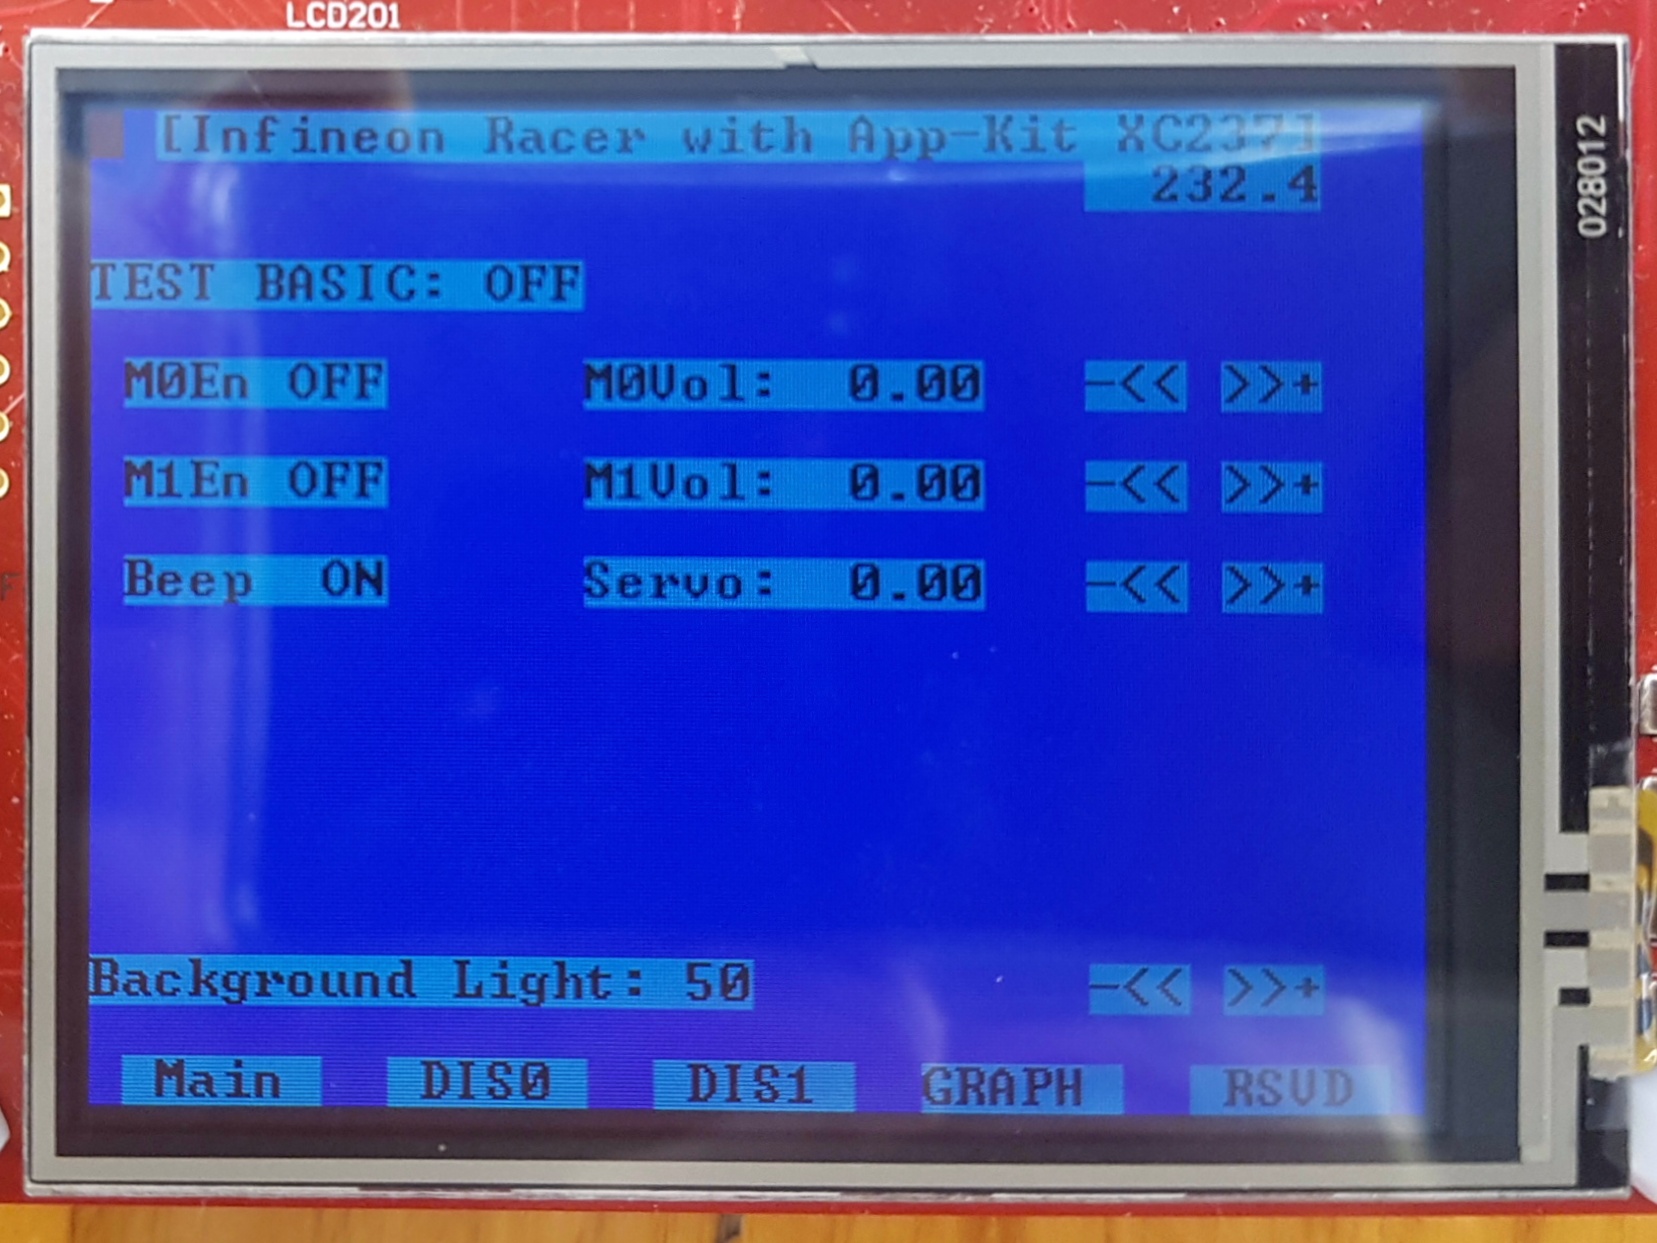 LCD201
[Infineon Racer with App-Kit XC237]
232.4
028012
TEST BASIC: OFF
M0En OFF M0Vol: 0.00 -<< >>+
M1En OFF M1Vol: 0.00 -<< >>+
Beep ON Servo: 0.00 -<< >>+
Background Light: 50 -<< >>+
Main DIS0 DIS1 GRAPH RSVD